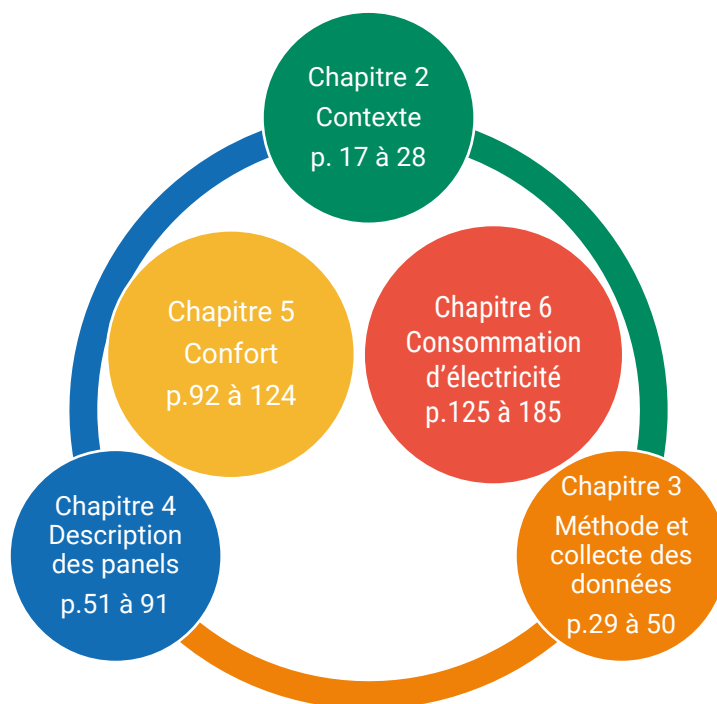 Chapitre 2
Contexte
p. 17 à 28
Chapitre 5
Confort
p.92 à 124
Chapitre 6
Consommation
d'électricité
p.125 à 185
Chapitre 4
Description
des panels
p.51 à 91
Chapitre 3
Méthode et
collecte des
données
p.29 à 50